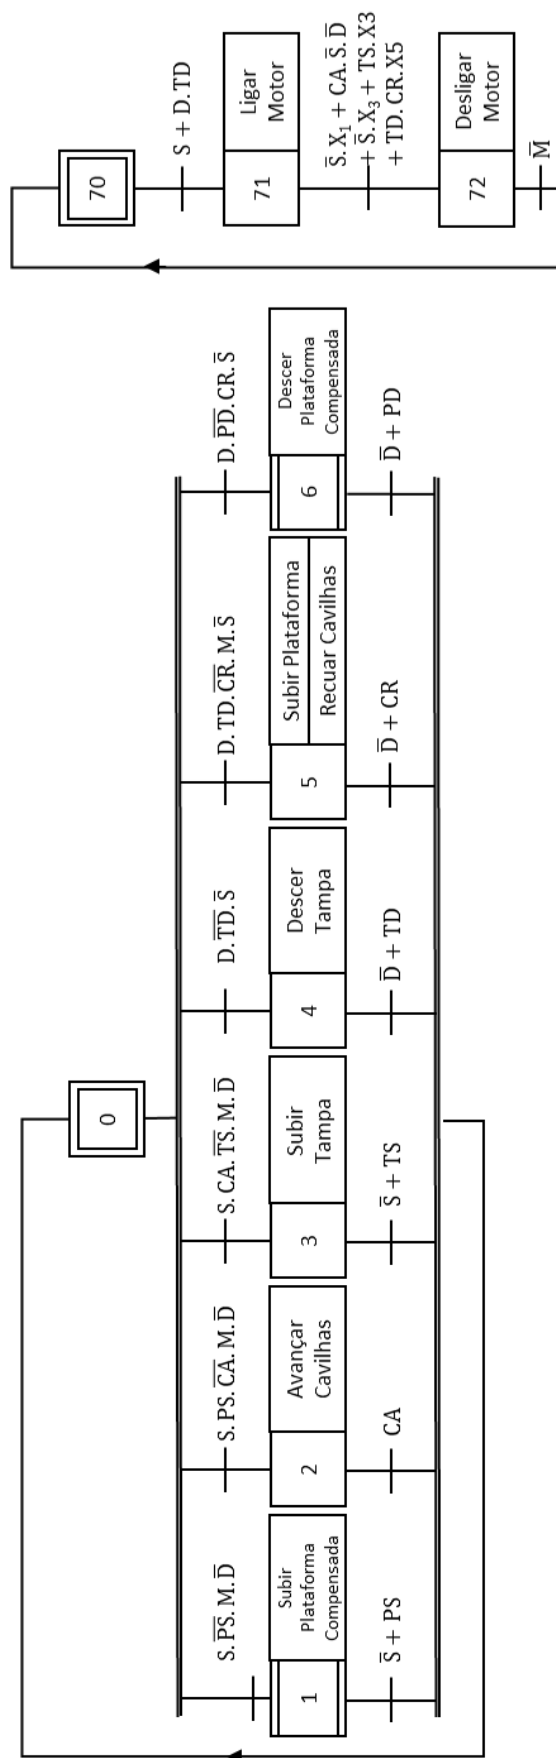 0
S. P̅S̅. M. D̅
1
Subir
Plataforma
Compensada
S̅ + PS
S. PS. C̅A̅. M. D̅
2
Avançar
Cavilhas
CA
S. CA. T̅S̅. M. D̅
3
Subir
Tampa
S̅ + TS
D. T̅D̅. S̅
4
Descer
Tampa
D̅ + TD
D. TD. C̅R̅. M. S̅
5
Subir Plataforma
Recuar Cavilhas
D̅ + CR
D. P̅D̅. CR. S̅
6
Descer
Plataforma
Compensada
D̅ + PD
70
S + D. TD
71
Ligar
Motor
S̅. X₁ + CA. S̅. D̅
+ S̅. X₃ + TS. X3
+ TD. CR. X5
72
Desligar
Motor
M̅